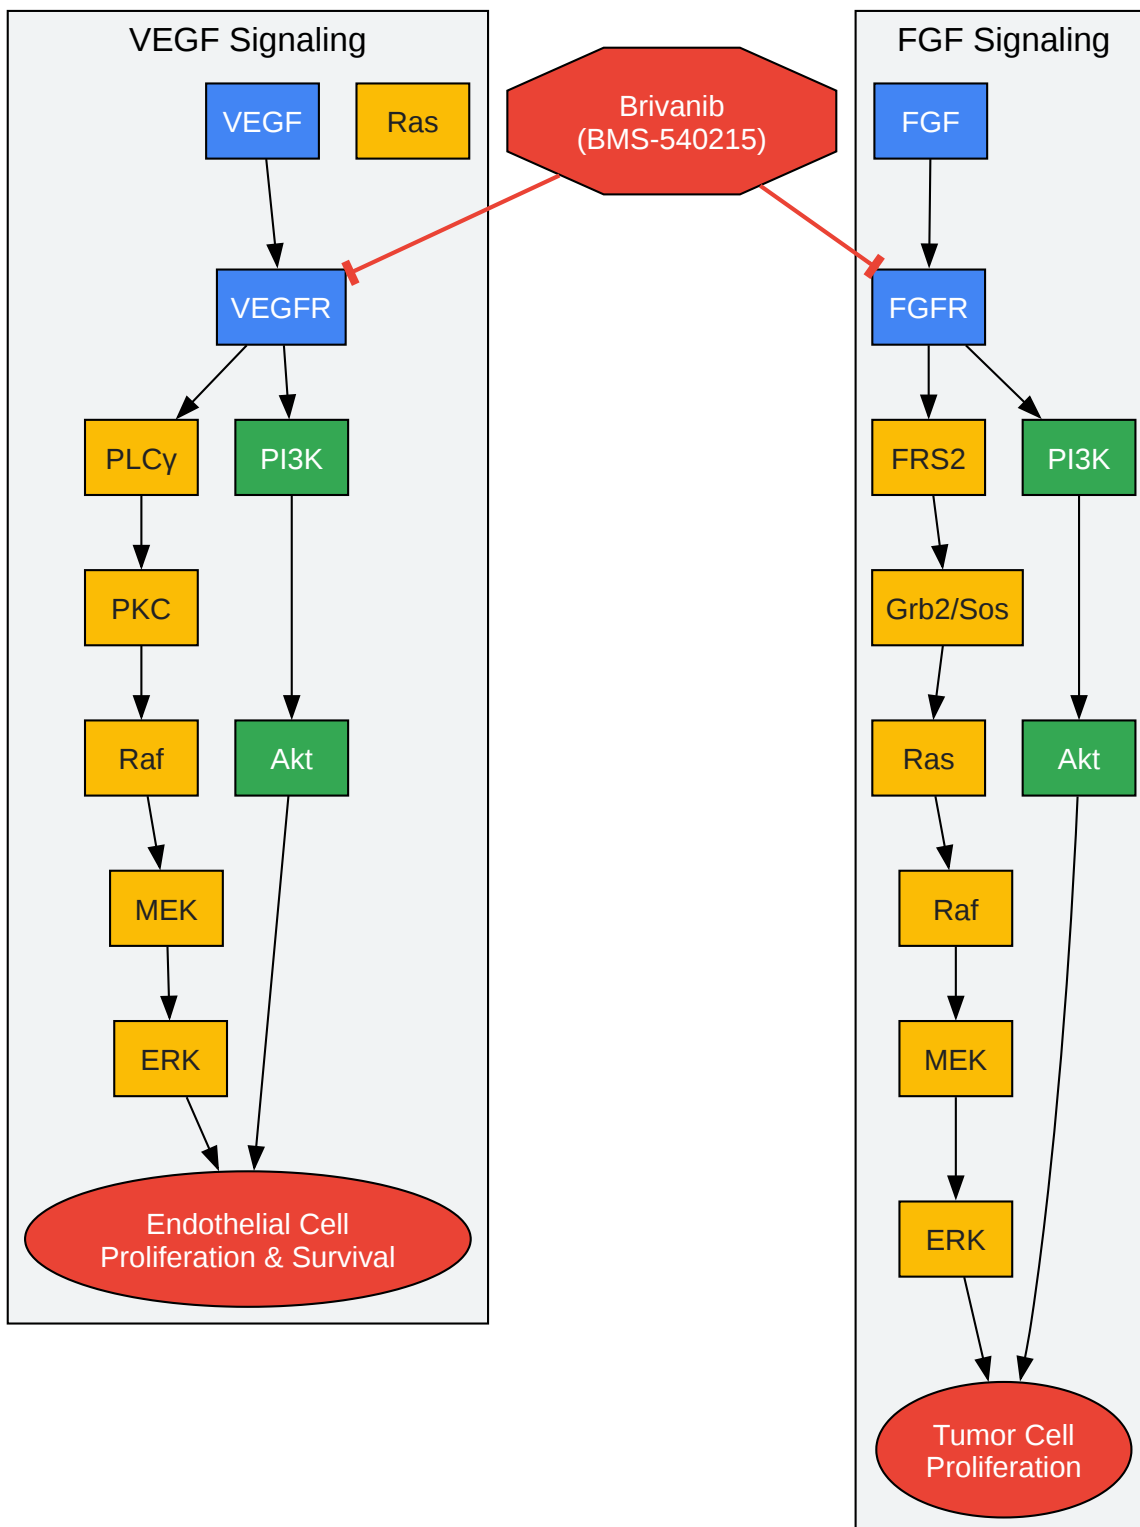 VEGF Signaling
VEGF
Ras
VEGFR
PLCγ
PI3K
PKC
Raf
Akt
MEK
ERK
Endothelial Cell
Proliferation & Survival
Brivanib
(BMS-540215)
FGF Signaling
FGF
FGFR
FRS2
PI3K
Grb2/Sos
Ras
Akt
Raf
MEK
ERK
Tumor Cell
Proliferation